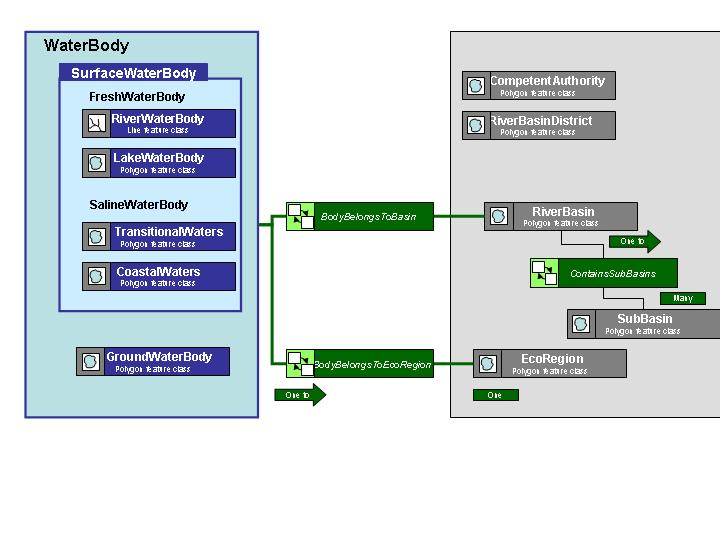 WaterBody
SurfaceWaterBody
FreshWaterBody
RiverWaterBody
Line feature class
LakeWaterBody
Polygon feature class
SalineWaterBody
TransitionalWaters
Polygon feature class
CoastalWaters
Polygon feature class
GroundWaterBody
Polygon feature class
BodyBelongsToBasin
BodyBelongsToEcoRegion
One to
CompetentAuthority
Polygon feature class
RiverBasinDistrict
Polygon feature class
RiverBasin
Polygon feature class
One to
ContainsSubBasins
Many
SubBasin
Polygon feature class
EcoRegion
Polygon feature class
One